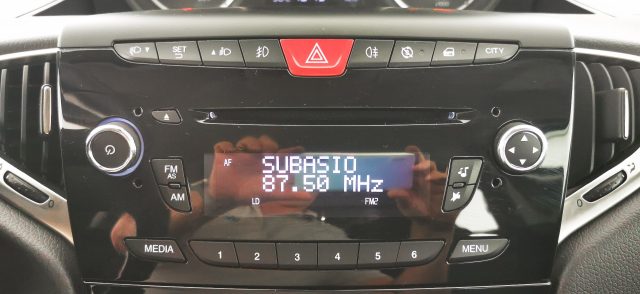 SET CITY
AF SUBASIO
87.50 MHz
LD FM2
FM
AS
AM
MEDIA 1 2 3 4 5 6 MENU